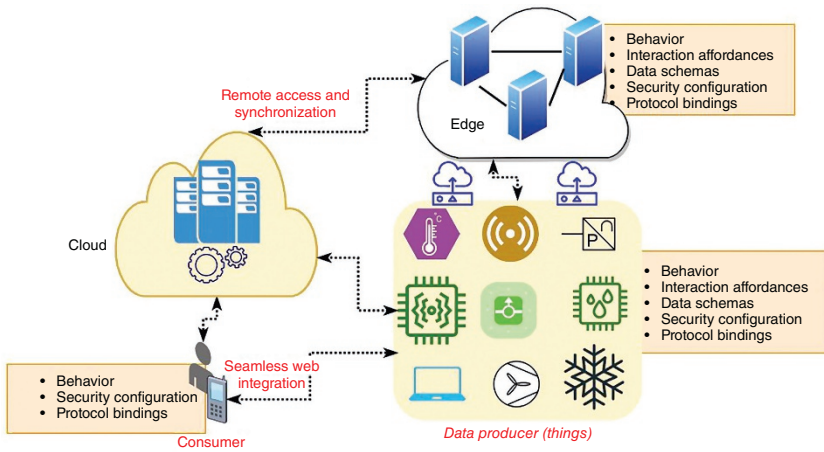 • Behavior
• Interaction affordances
• Data schemas
• Security configuration
• Protocol bindings
Remote access and
synchronization
Edge
Cloud
°C
P
• Behavior
• Interaction affordances
• Data schemas
• Security configuration
• Protocol bindings
Seamless web
integration
• Behavior
• Security configuration
• Protocol bindings
Consumer
Data producer (things)